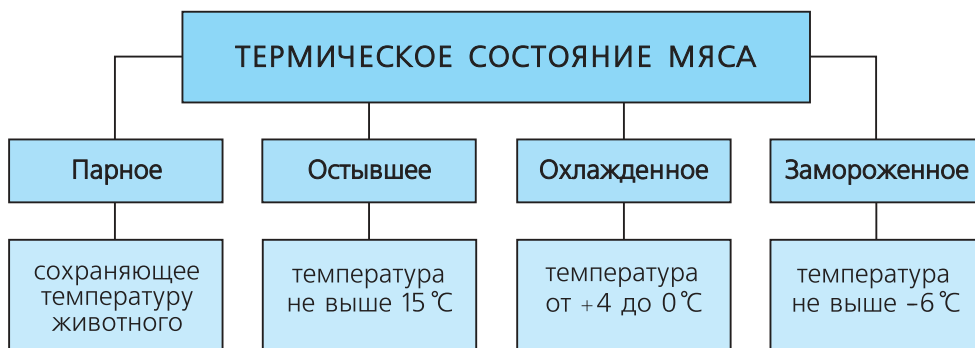 ТЕРМИЧЕСКОЕ СОСТОЯНИЕ МЯСА
Парное
Остывшее
Охлажденное
Замороженное
сохраняющее
температуру
животного
температура
не выше 15 °С
температура
от +4 до 0 °С
температура
не выше –6 °С